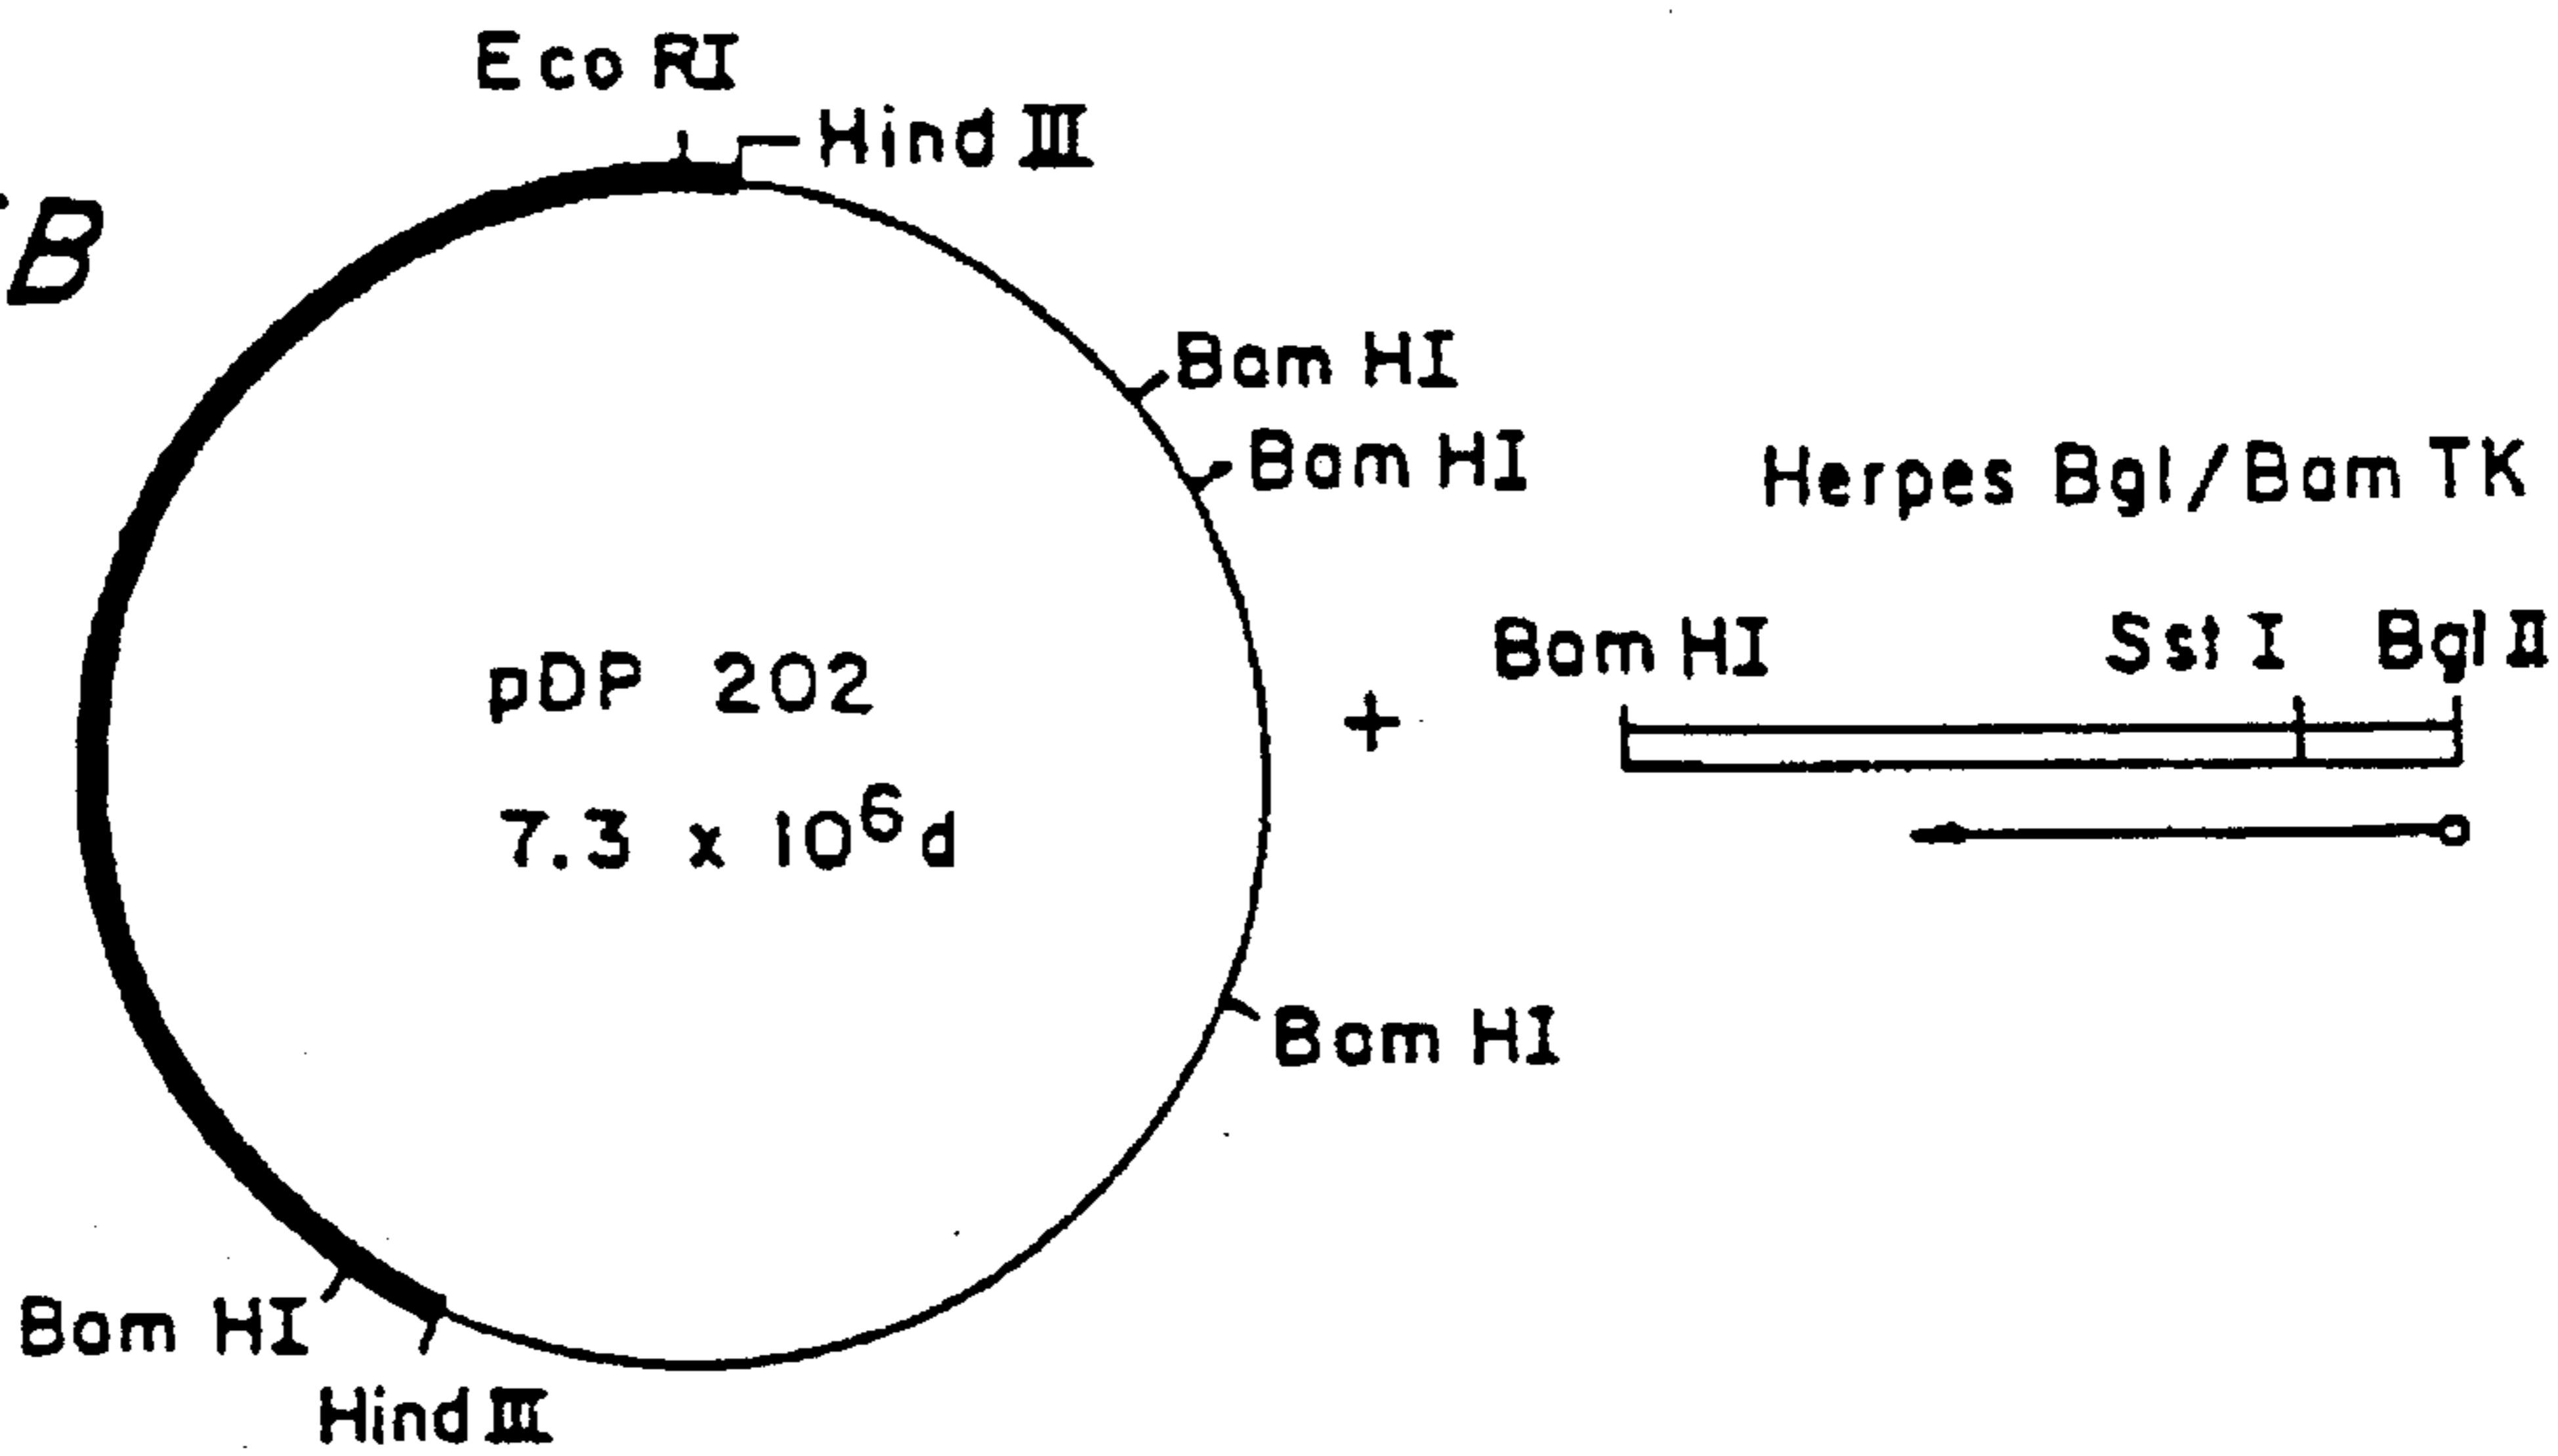 Eco RI
Hind III
B
Bam HI
Bam HI
Herpes Bgl/Bam TK
Bam HI
Sst I
Bgl II
pDP 202
+
7.3 x 10⁶ d
Bam HI
Bam HI
Hind III